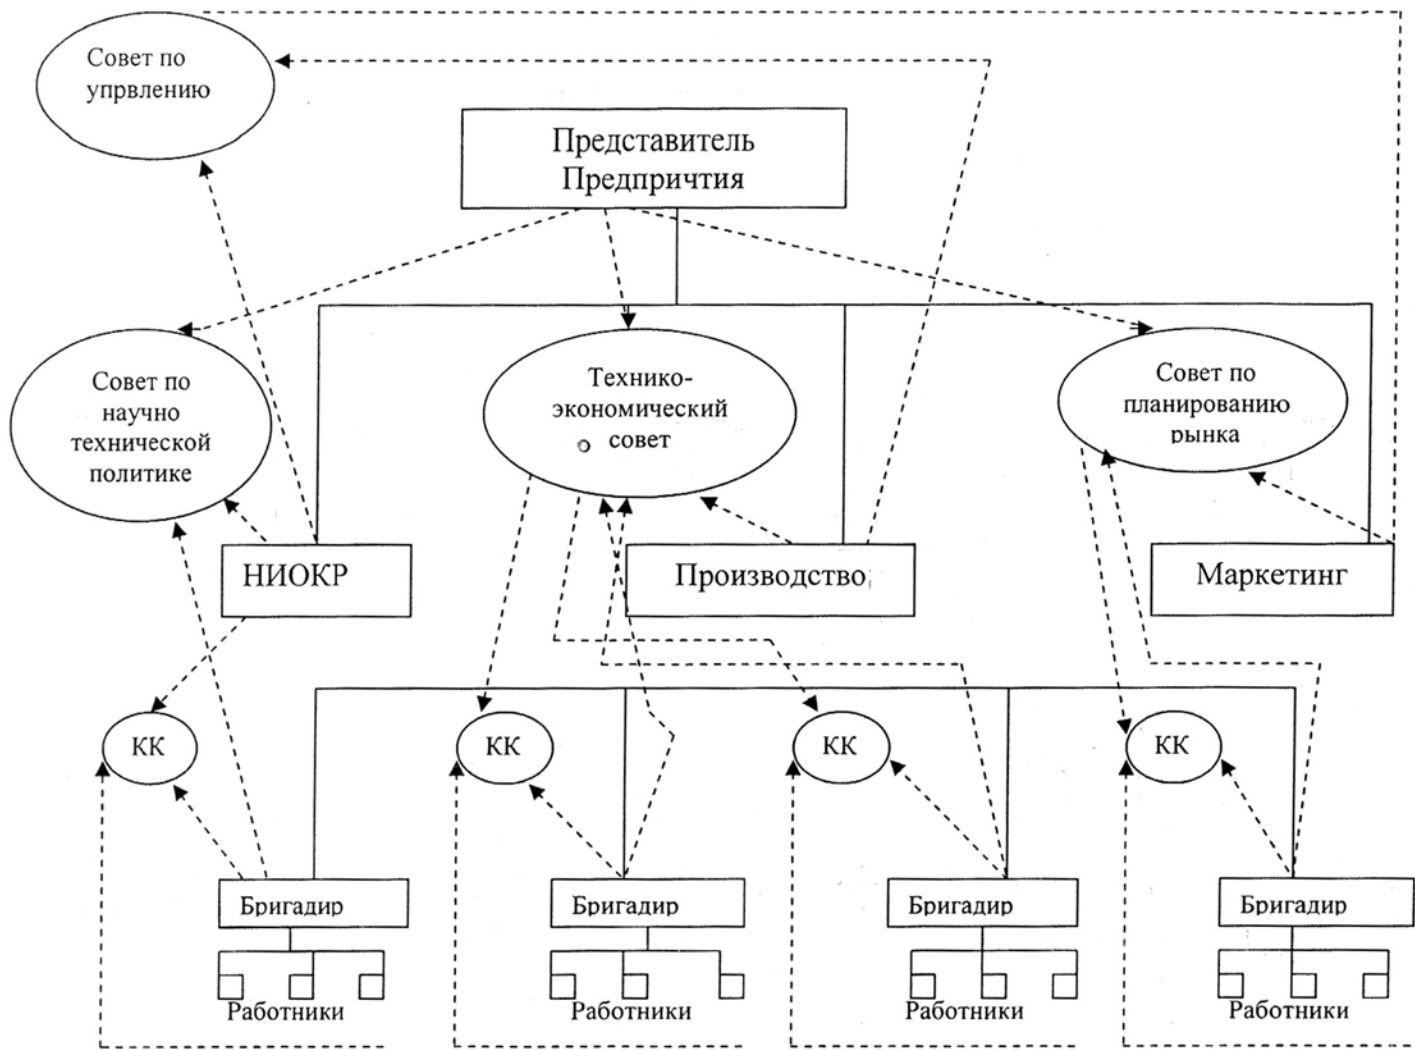 Совет по
упрвлению
Представитель
Предпричтия
Совет по
научно
технической
политике
Технико-
экономический
совет
Совет по
планированию
рынка
НИОКР
Производство
Маркетинг
КК
КК
КК
КК
Бригадир
Бригадир
Бригадир
Бригадир
Работники
Работники
Работники
Работники